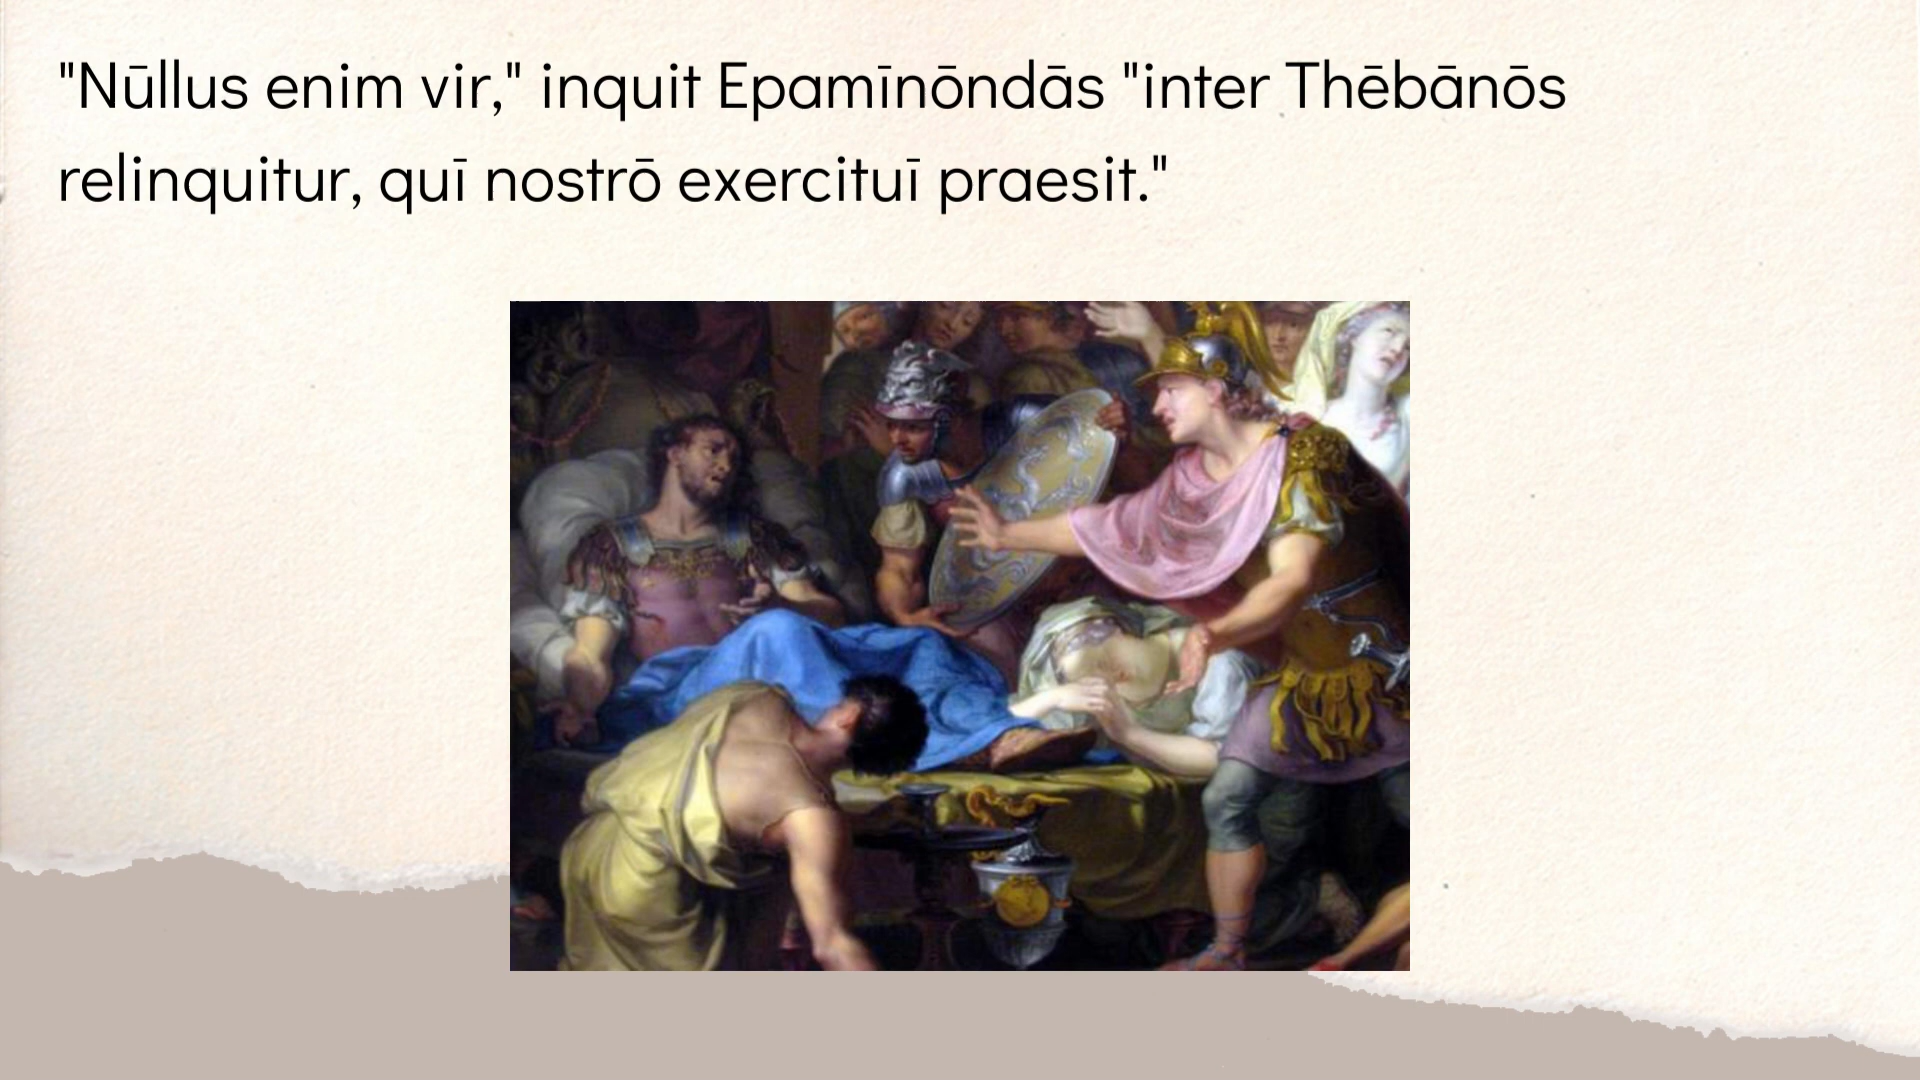 "Nūllus enim vir," inquit Epamīnōndās "inter Thēbānōs
relinquitur, quī nostrō exercituī praesit."